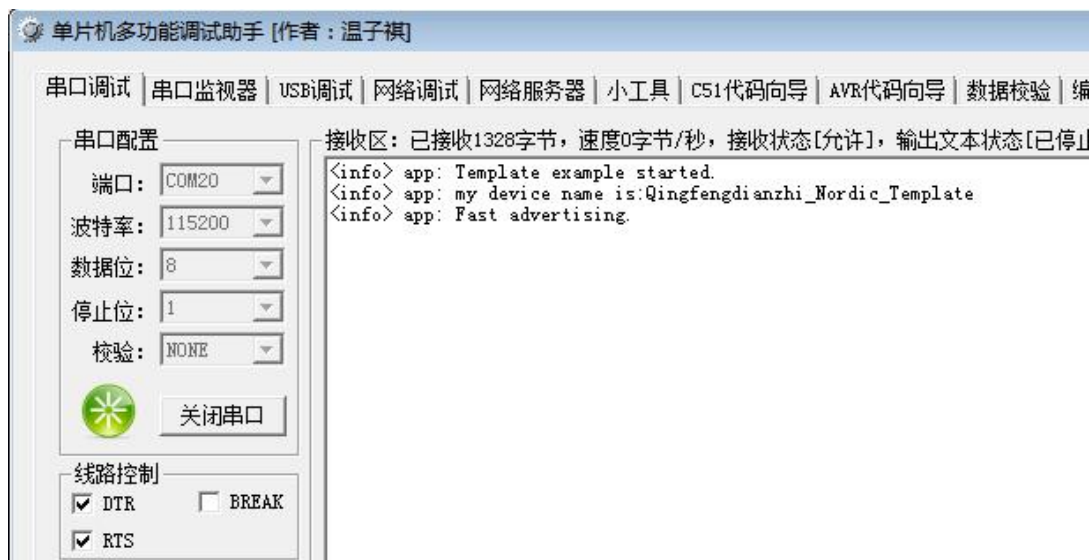 单片机多功能调试助手 [作者：温子祺]
串口调试 串口监视器 USB调试 网络调试 网络服务器 小工具 C51代码向导 AVR代码向导 数据校验 编
串口配置
端口： COM20
波特率： 115200
数据位： 8
停止位： 1
校验： NONE
关闭串口
线路控制
DTR BREAK
RTS
接收区：已接收1328字节，速度0字节/秒，接收状态[允许]，输出文本状态[已停止
<info> app: Template example started.
<info> app: my device name is:Qingfengdianzhi_Nordic_Template
<info> app: Fast advertising.